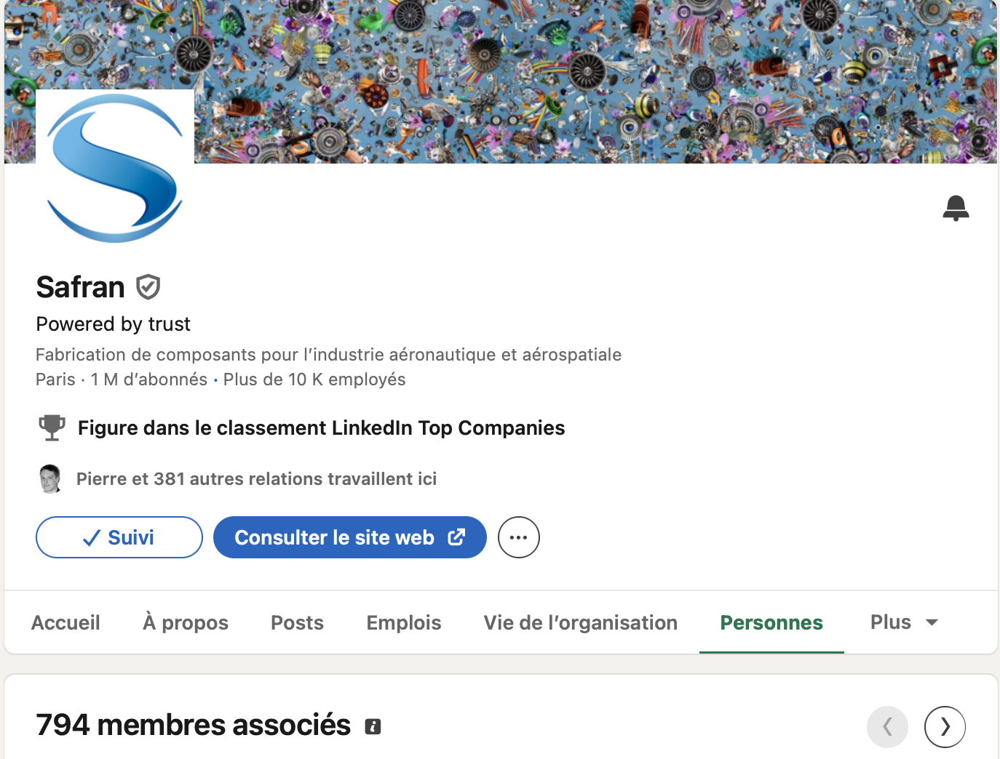 Safran
Powered by trust
Fabrication de composants pour l’industrie aéronautique et aérospatiale
Paris · 1 M d’abonnés • Plus de 10 K employés
Figure dans le classement LinkedIn Top Companies
Pierre et 381 autres relations travaillent ici
Suivi
Consulter le site web
Accueil
À propos
Posts
Emplois
Vie de l’organisation
Personnes
Plus
794 membres associés